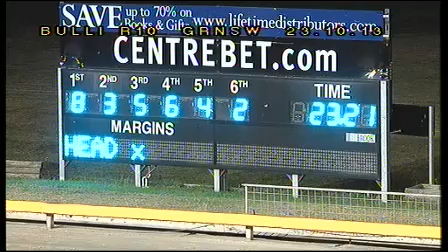 SAVE up to 70% on Books & Gifts www.lifetimedistributors.com
BULLI R10 GRNSW 23.10.13
CENTREBET.com
1ST 2ND 3RD 4TH 5TH 6TH TIME
8 3 5 6 4 2 23.21
MARGINS
HEAD X